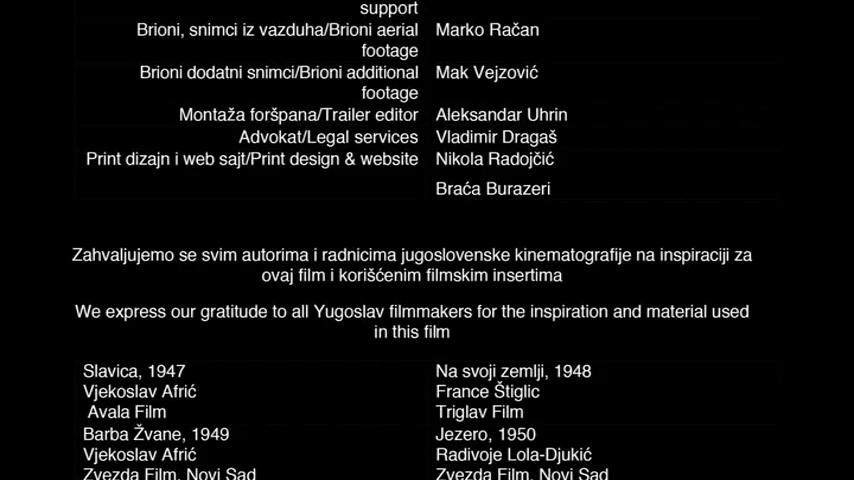 support
Brioni, snimci iz vazduha/Brioni aerial footage Marko Račan
Brioni dodatni snimci/Brioni additional footage Mak Vejzović
Montaža foršpana/Trailer editor Aleksandar Uhrin
Advokat/Legal services Vladimir Dragaš
Print dizajn i web sajt/Print design & website Nikola Radojčić
Braća Burazeri
Zahvaljujemo se svim autorima i radnicima jugoslovenske kinematografije na inspiraciji za
ovaj film i korišćenim filmskim insertima
We express our gratitude to all Yugoslav filmmakers for the inspiration and material used
in this film
Slavica, 1947
Vjekoslav Afrić
Avala Film
Na svoji zemlji, 1948
France Štiglic
Triglav Film
Barba Žvane, 1949
Vjekoslav Afrić
Zvezda Film, Novi Sad
Jezero, 1950
Radivoje Lola-Djukić
Zvezda Film, Novi Sad